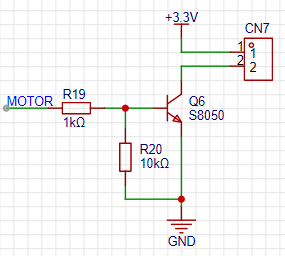 +3.3V
CN7
1
1
2
2
MOTOR
R19
1kΩ
Q6
S8050
R20
10kΩ
GND